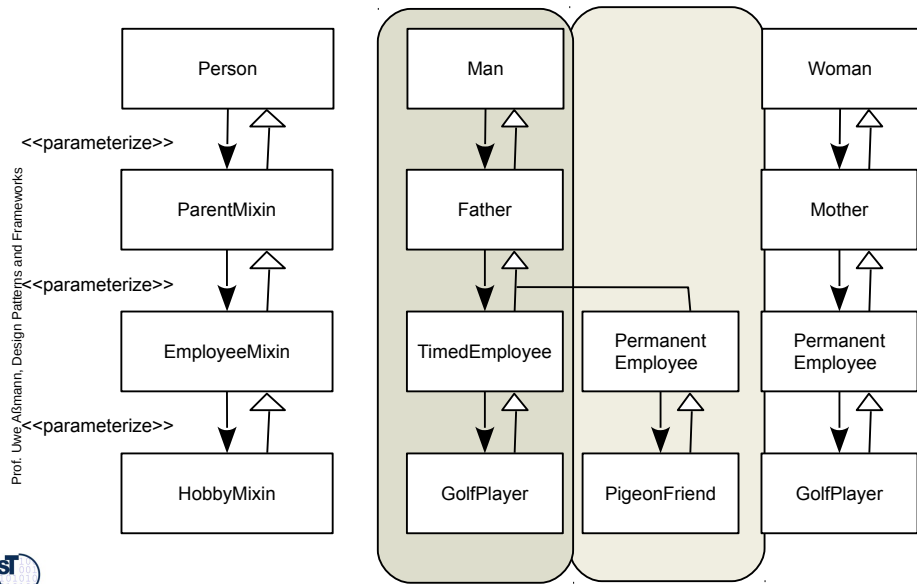 Person
Man
Woman
<<parameterize>>
ParentMixin
Father
Mother
<<parameterize>>
EmployeeMixin
TimedEmployee
Permanent
Employee
Permanent
Employee
<<parameterize>>
HobbyMixin
GolfPlayer
PigeonFriend
GolfPlayer
Prof. Uwe Aßmann, Design Patterns and Frameworks